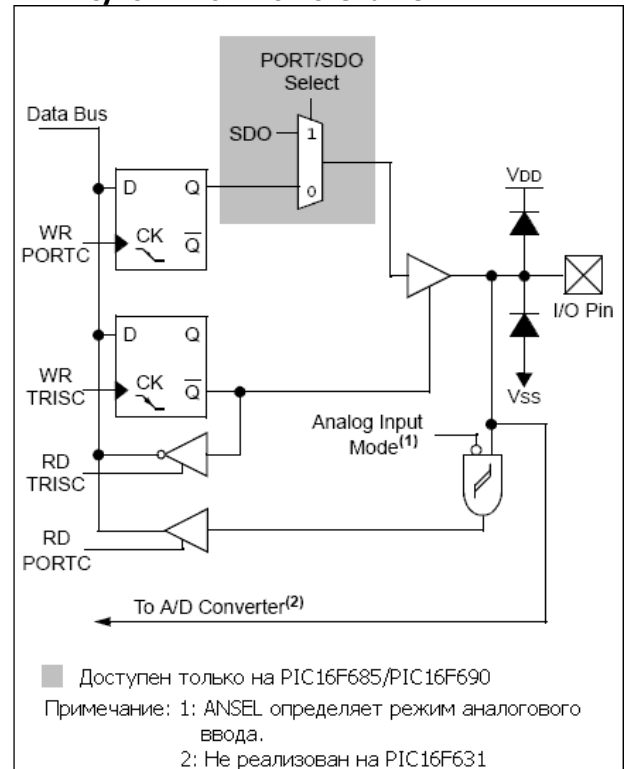 PORT/SDO
Select
Data Bus
SDO
1
0
D
Q
CK
Q
WR
PORTC
VDD
I/O Pin
VSS
D
Q
CK
Q
WR
TRISC
Analog Input
Mode(1)
RD
TRISC
RD
PORTC
To A/D Converter(2)
Доступен только на PIC16F685/PIC16F690
Примечание: 1: ANSEL определяет режим аналогового
ввода.
2: Не реализован на PIC16F631